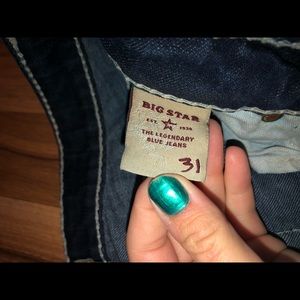 BIG STAR
EST. 1936
THE LEGENDARY
BLUE JEANS
31